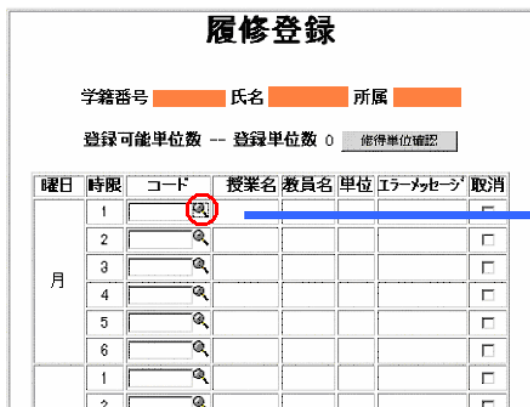 履修登録
学籍番号 氏名 所属
登録可能単位数 -- 登録単位数 0 修得単位確認
曜日 時限 コード 授業名 教員名 単位 エラーメッセージ 取消
月
1
2
3
4
5
6
1
2